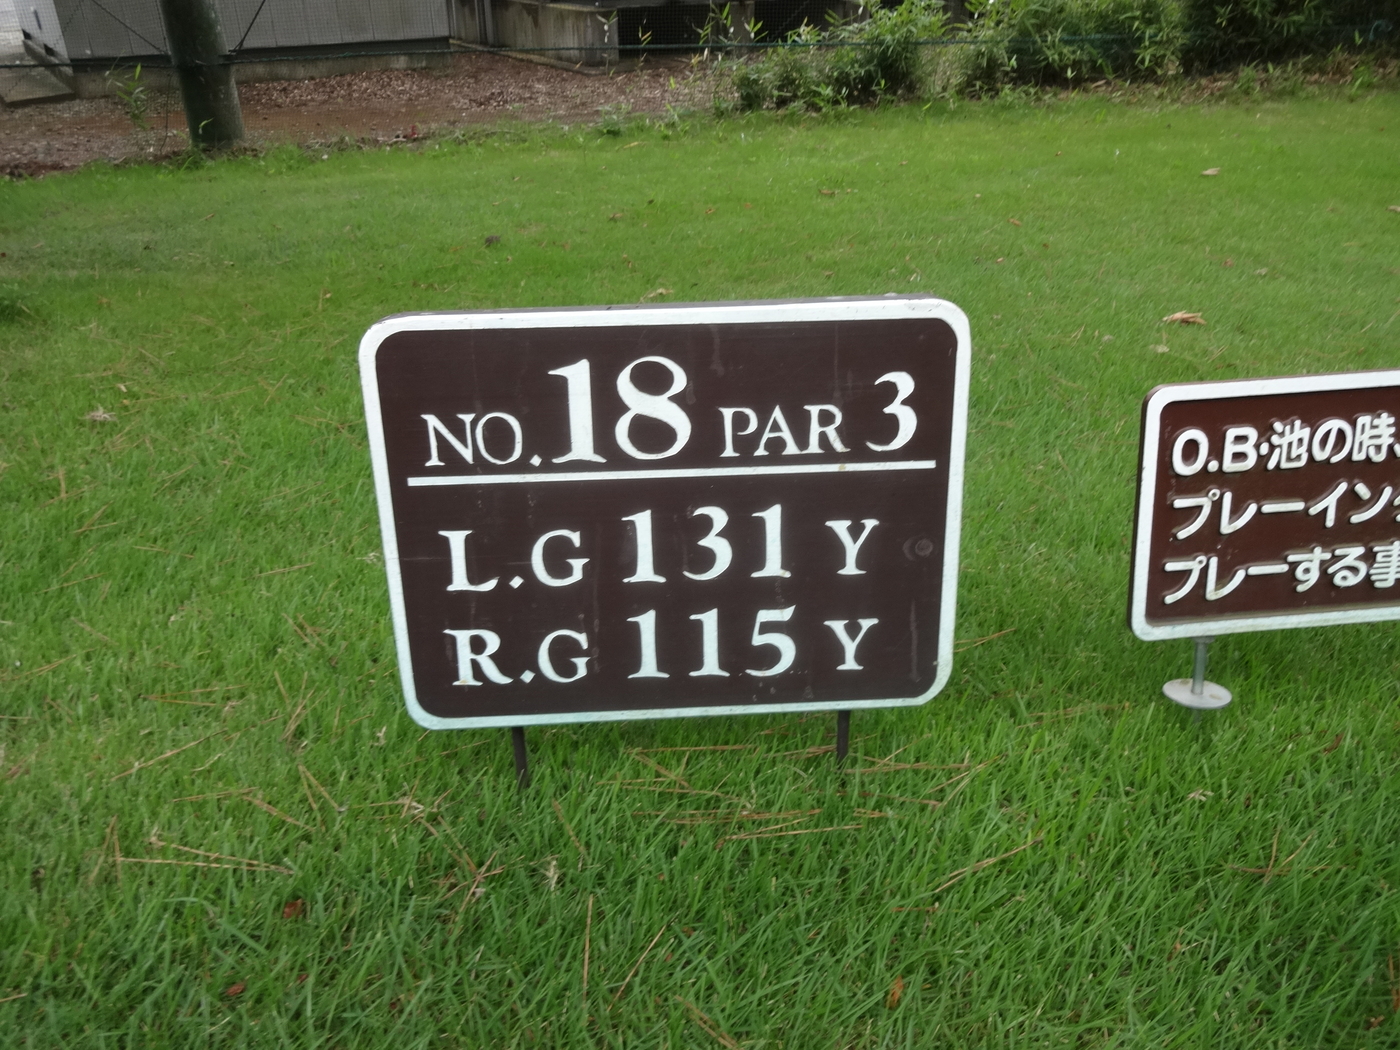 NO.18 PAR 3
L.G 131 Y
R.G 115 Y
O.B・池の時
プレーイン
プレーする事